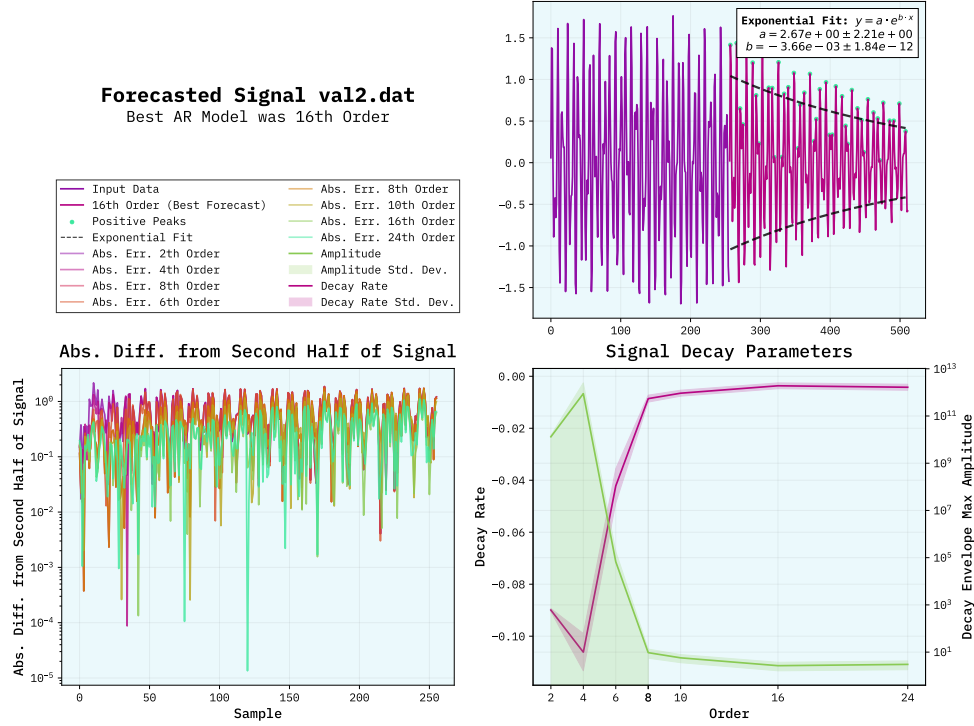 Forecasted Signal val2.dat
Best AR Model was 16th Order
Input Data
16th Order (Best Forecast)
Positive Peaks
Exponential Fit
Abs. Err. 2th Order
Abs. Err. 4th Order
Abs. Err. 8th Order
Abs. Err. 6th Order
Abs. Err. 8th Order
Abs. Err. 10th Order
Abs. Err. 16th Order
Abs. Err. 24th Order
Amplitude
Amplitude Std. Dev.
Decay Rate
Decay Rate Std. Dev.
Exponential Fit: y = a • e^{b·x}
a = 2.67e + 00 ± 2.21e + 00
b = − 3.66e − 03 ± 1.84e − 12
1.5
1.0
0.5
0.0
−0.5
−1.0
−1.5
0 100 200 300 400 500
Abs. Diff. from Second Half of Signal
Abs. Diff. from Second Half of Signal
10^0
10^−1
10^−2
10^−3
10^−4
10^−5
0 50 100 150 200 250
Sample
Signal Decay Parameters
Decay Rate
0.00
−0.02
−0.04
−0.06
−0.08
−0.10
2 4 6 8 10 16 24
Order
10^13
10^11
10^9
10^7
10^5
10^3
10^1
Decay Envelope Max Amplitude